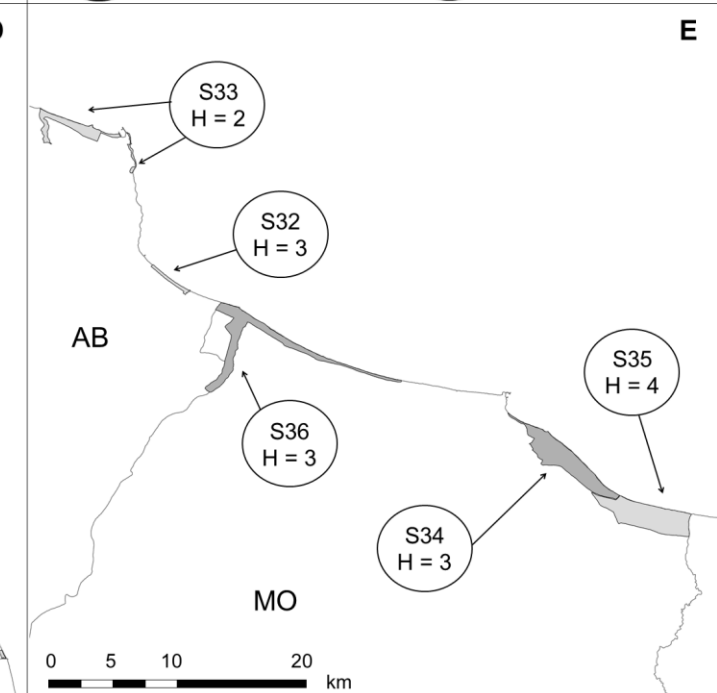 E
S33
H = 2
S32
H = 3
AB
S35
H = 4
S36
H = 3
S34
H = 3
MO
0 5 10 20
km